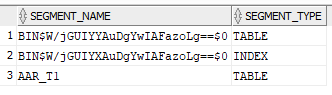 SEGMENT_NAME SEGMENT_TYPE
1 BIN$W/jGUIYYAuDgYwIAFazoLg==$0 TABLE
2 BIN$W/jGUIYXAuDgYwIAFazoLg==$0 INDEX
3 AAR_T1 TABLE